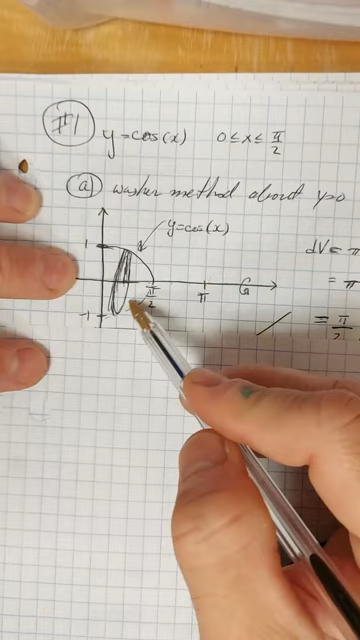 #1 y=cos(x) 0≤x≤π/2
(a) washer method about y=0
1 y=cos(x)
dV=π
π/2 π
=π
-1
=π/2